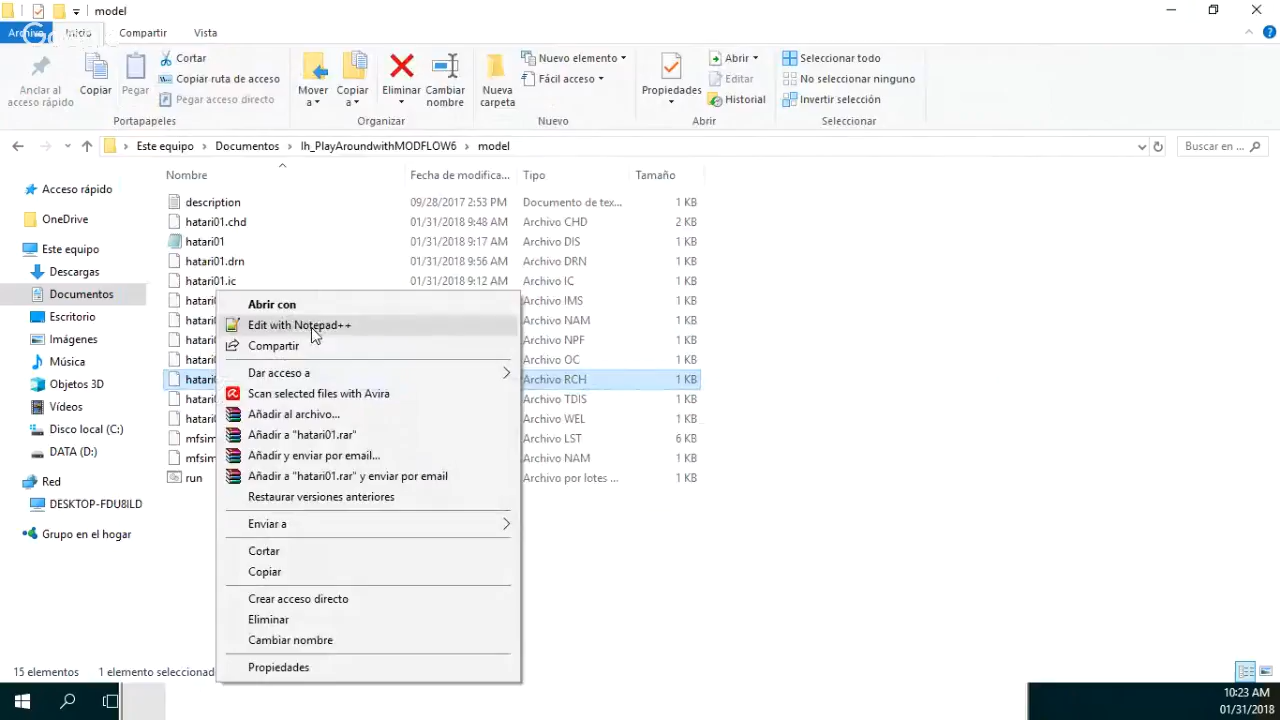 model
Archivo Inicio Compartir Vista
Anclar al acceso rápido
Copiar
Pegar
Cortar
Copiar ruta de acceso
Pegar acceso directo
Portapapeles
Mover a
Copiar a
Eliminar
Cambiar nombre
Organizar
Nueva carpeta
Nuevo elemento
Fácil acceso
Nuevo
Propiedades
Abrir
Editar
Historial
Abrir
Seleccionar todo
No seleccionar ninguno
Invertir selección
Seleccionar
Este equipo > Documentos > lh_PlayAroundwithMODFLOW6 > model
Buscar en ...
Acceso rápido
OneDrive
Este equipo
Descargas
Documentos
Escritorio
Imágenes
Música
Objetos 3D
Vídeos
Disco local (C:)
DATA (D:)
Red
DESKTOP-FDU8ILD
Grupo en el hogar
Nombre Fecha de modifica... Tipo Tamaño
description 09/28/2017 2:53 PM Documento de tex... 1 KB
hatari01.chd 01/31/2018 9:48 AM Archivo CHD 2 KB
hatari01 01/31/2018 9:17 AM Archivo DIS 1 KB
hatari01.drn 01/31/2018 9:56 AM Archivo DRN 1 KB
hatari01.ic 01/31/2018 9:12 AM Archivo IC 1 KB
hatari Archivo IMS 1 KB
hatari Archivo NAM 1 KB
hatari Archivo NPF 1 KB
hatari Archivo OC 1 KB
hatari Archivo RCH 1 KB
hatari Archivo TDIS 1 KB
hatari Archivo WEL 1 KB
mfsim Archivo LST 6 KB
mfsim Archivo NAM 1 KB
run Archivo por lotes ... 1 KB
Abrir con
Edit with Notepad++
Compartir
Dar acceso a
Scan selected files with Avira
Añadir al archivo...
Añadir a "hatari01.rar"
Añadir y enviar por email...
Añadir a "hatari01.rar" y enviar por email
Restaurar versiones anteriores
Enviar a
Cortar
Copiar
Crear acceso directo
Eliminar
Cambiar nombre
Propiedades
15 elementos 1 elemento seleccionad
10:23 AM
01/31/2018